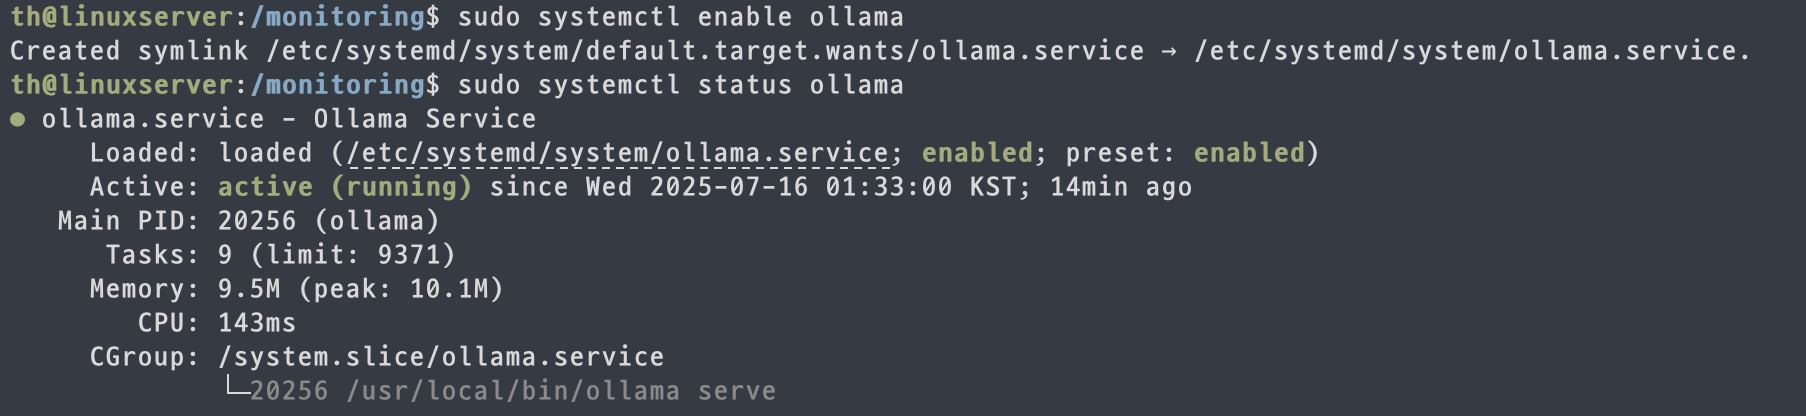 th@linuxserver:/monitoring$ sudo systemctl enable ollama
Created symlink /etc/systemd/system/default.target.wants/ollama.service → /etc/systemd/system/ollama.service.
th@linuxserver:/monitoring$ sudo systemctl status ollama
● ollama.service - Ollama Service
     Loaded: loaded (/etc/systemd/system/ollama.service; enabled; preset: enabled)
     Active: active (running) since Wed 2025-07-16 01:33:00 KST; 14min ago
   Main PID: 20256 (ollama)
      Tasks: 9 (limit: 9371)
     Memory: 9.5M (peak: 10.1M)
        CPU: 143ms
     CGroup: /system.slice/ollama.service
             └─20256 /usr/local/bin/ollama serve